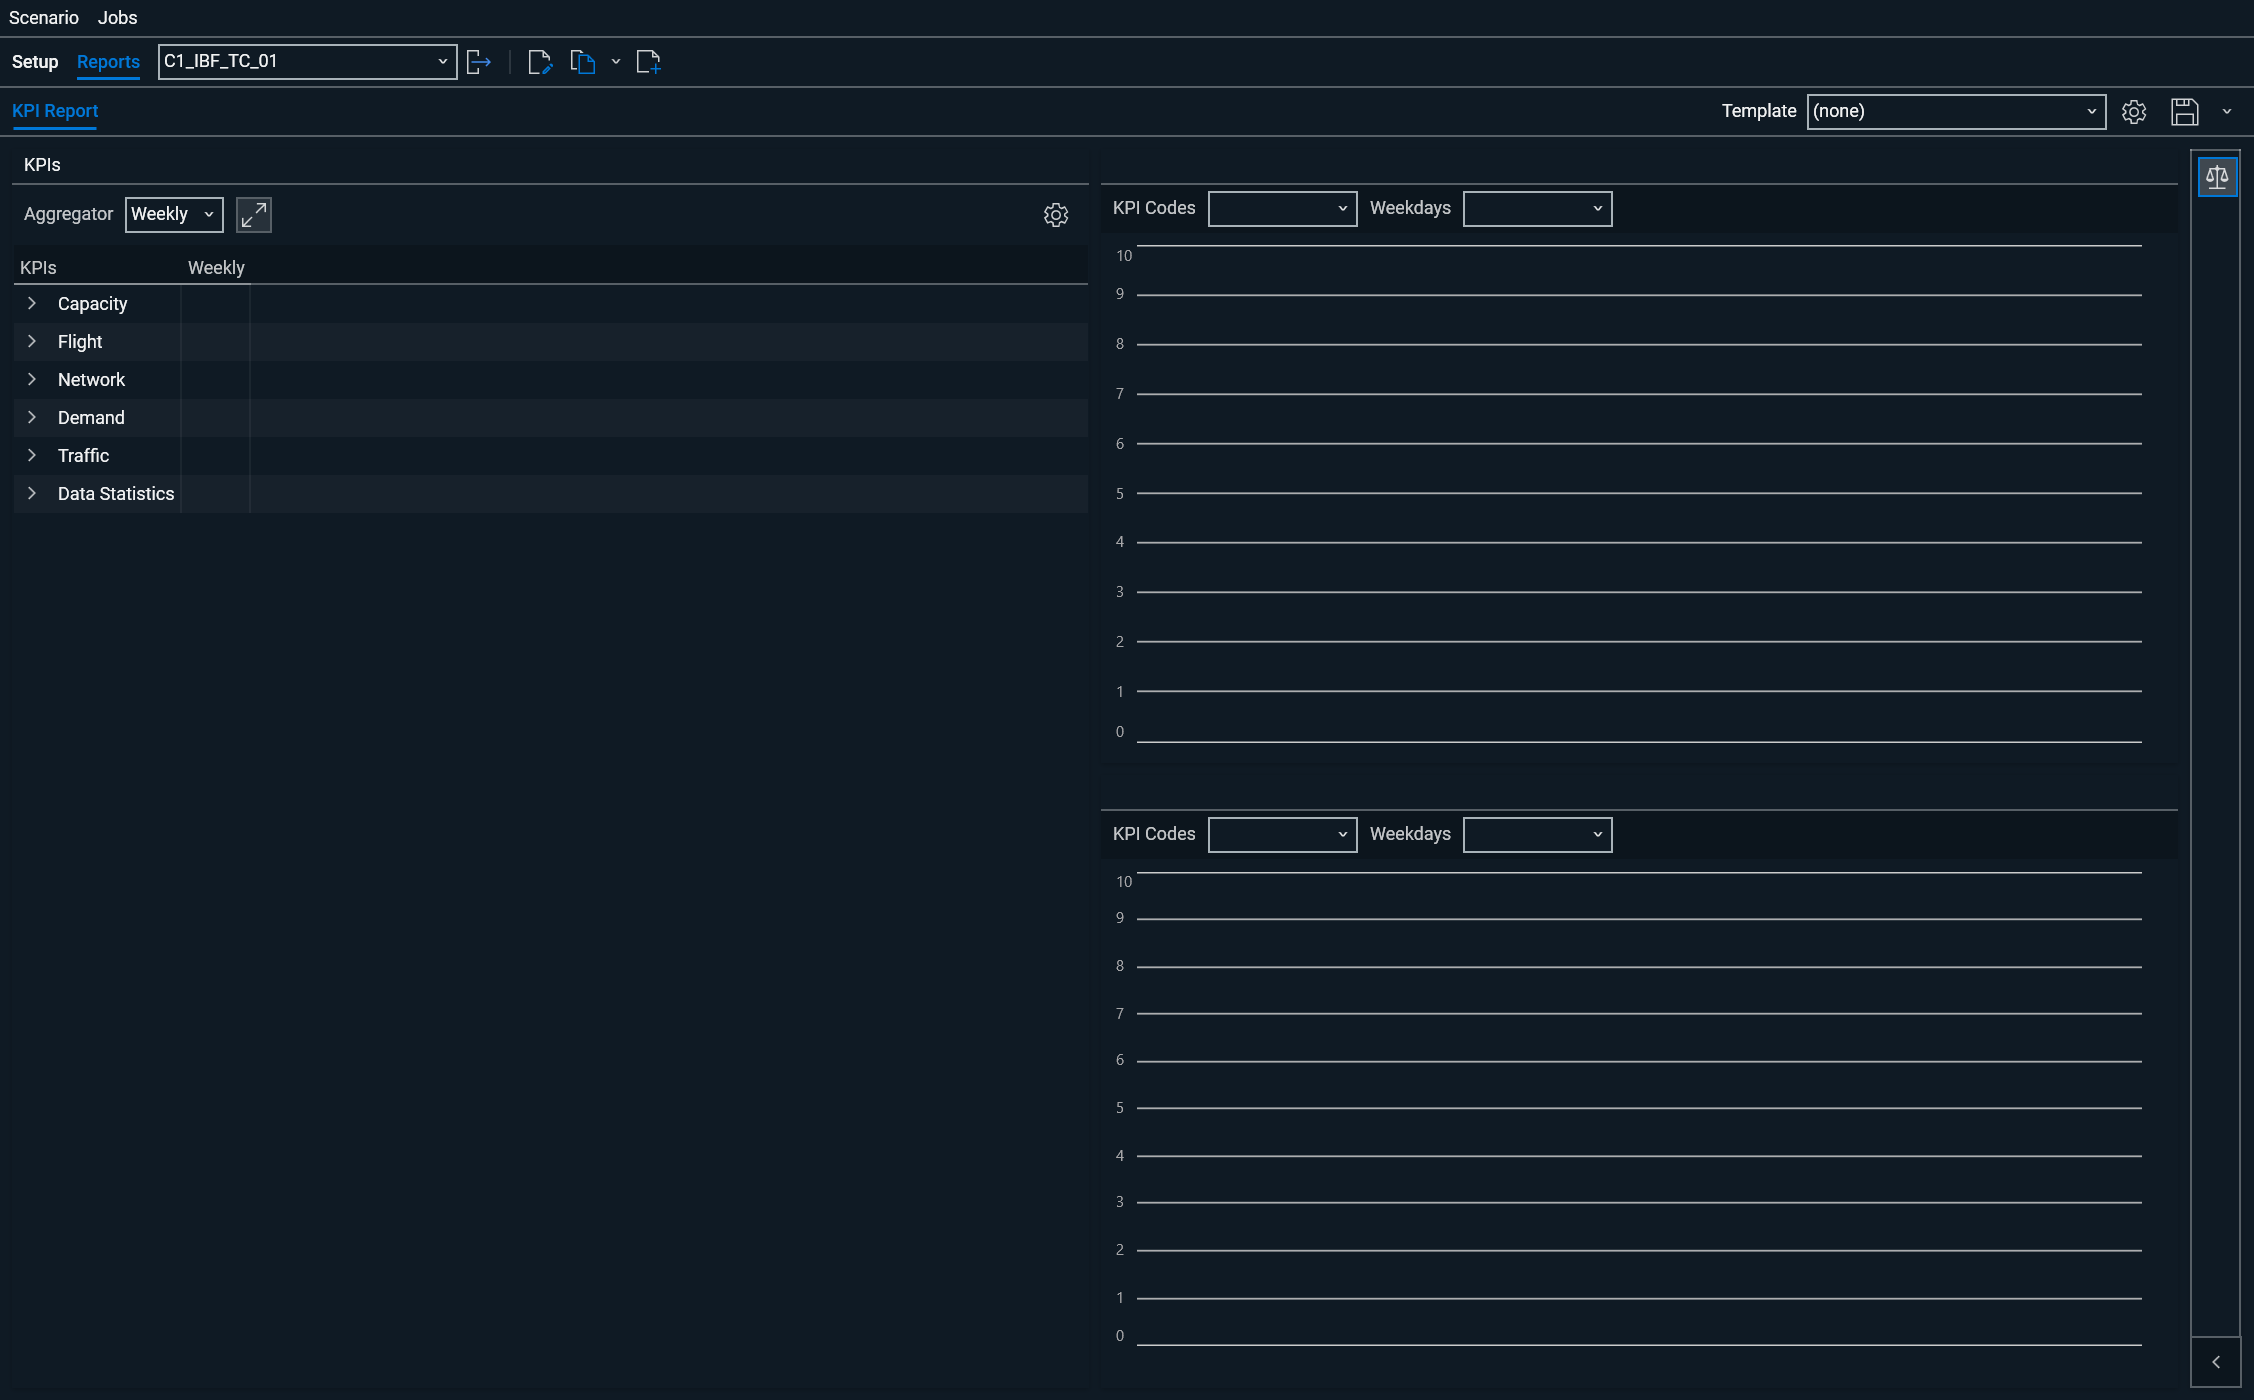 Scenario Jobs
Setup Reports C1_IBF_TC_01
KPI Report Template (none)
KPIs
Aggregator Weekly
KPIs Weekly
Capacity
Flight
Network
Demand
Traffic
Data Statistics
KPI Codes Weekdays
10
9
8
7
6
5
4
3
2
1
0
KPI Codes Weekdays
10
9
8
7
6
5
4
3
2
1
0